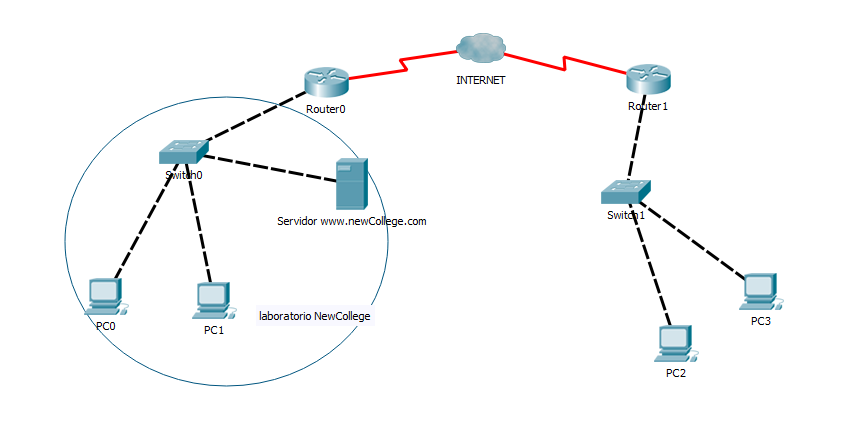 INTERNET
Router0
Router1
Switch0
Servidor www.newCollege.com
Switch1
PC0
PC1
laboratorio NewCollege
PC3
PC2